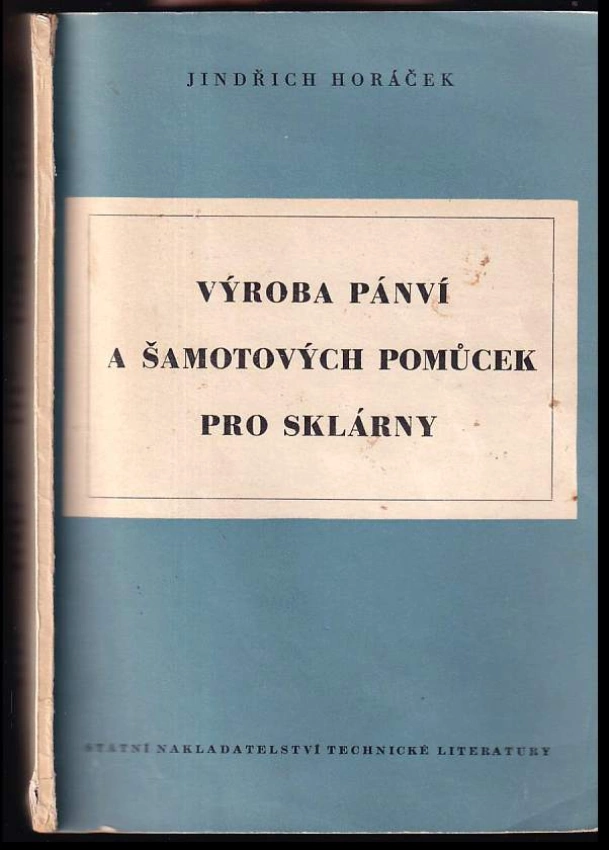 JINDŘICH HORÁČEK
VÝROBA PÁNVÍ
A ŠAMOTOVÝCH POMŮCEK
PRO SKLÁRNY
STÁTNÍ NAKLADATELSTVÍ TECHNICKÉ LITERATURY